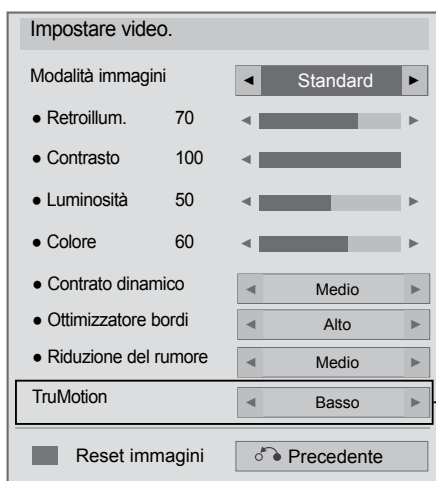 Impostare video.
Modalità immagini ◄ Standard ►
● Retroillum. 70
● Contrasto 100
● Luminosità 50
● Colore 60
● Contrato dinamico ◄ Medio ►
● Ottimizzatore bordi ◄ Alto ►
● Riduzione del rumore ◄ Medio ►
TruMotion ◄ Basso ►
Reset immagini Precedente